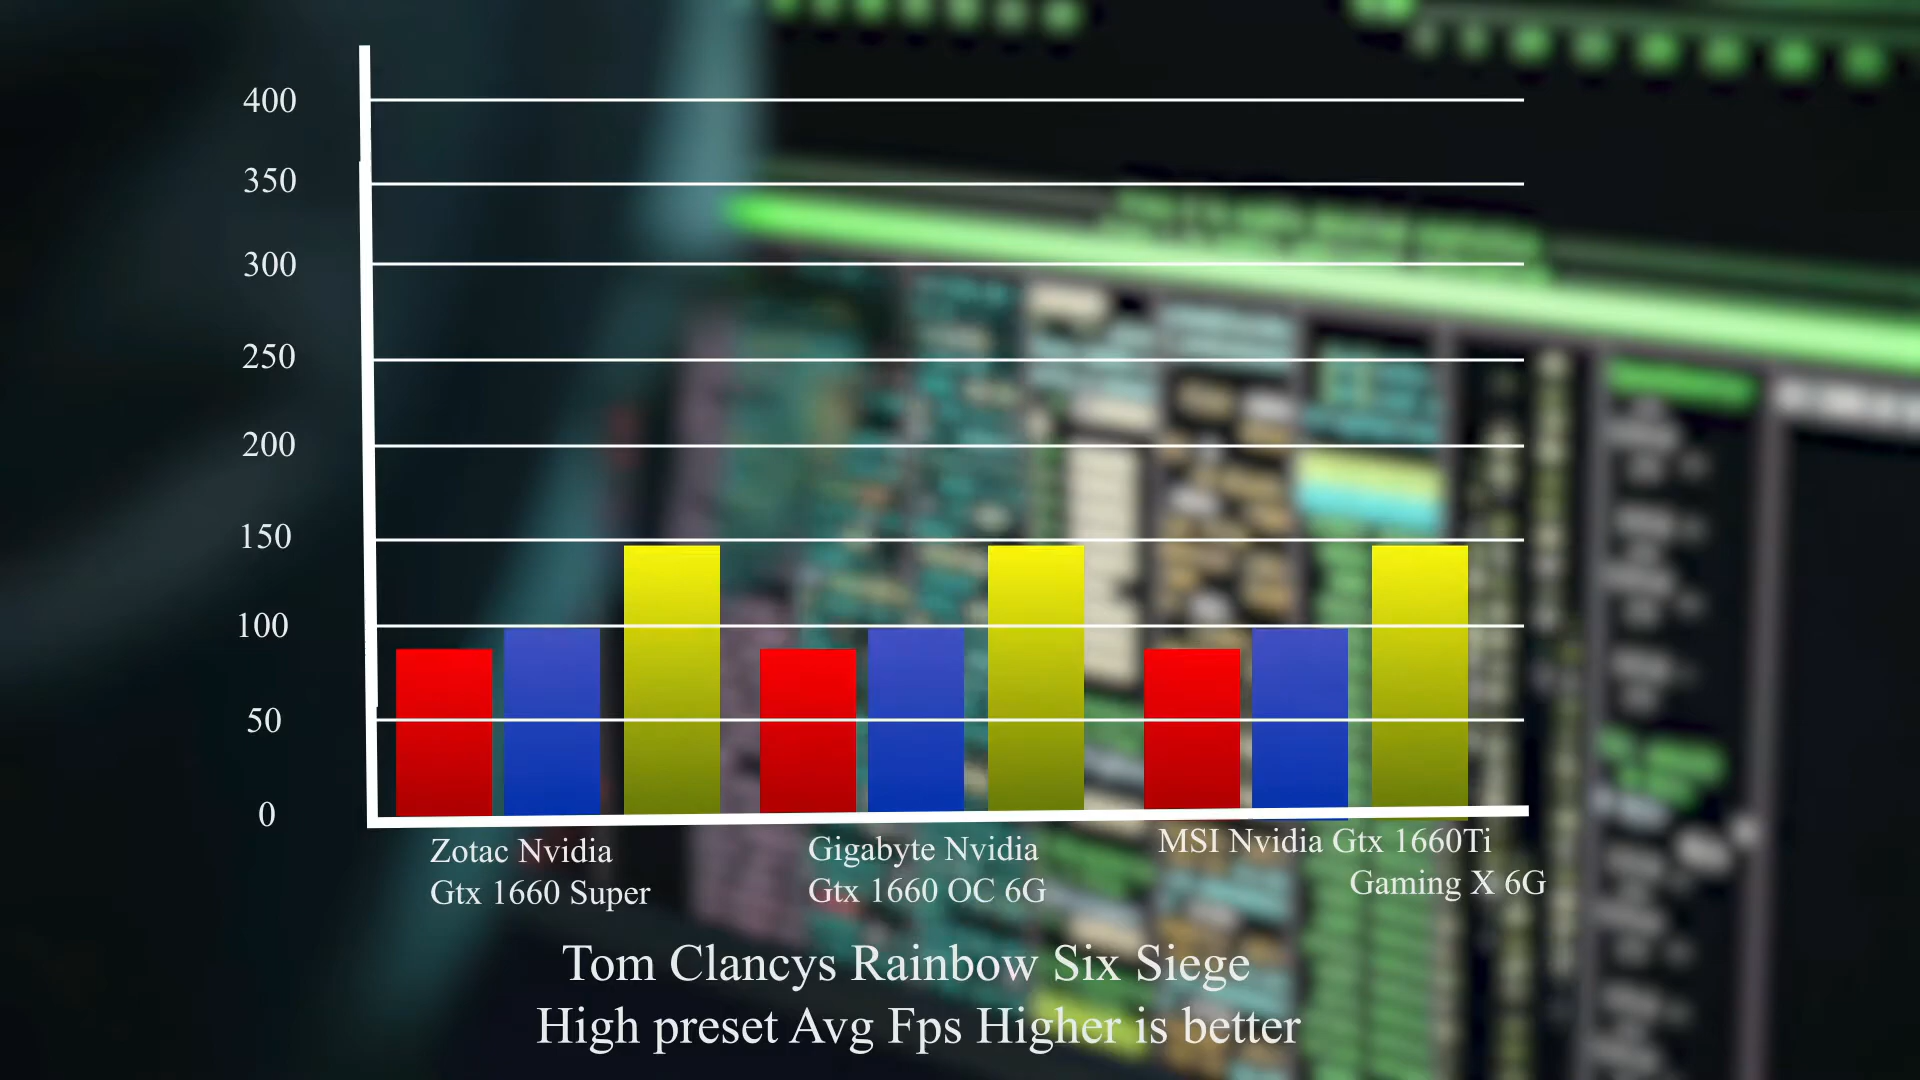 400
350
300
250
200
150
100
50
0
Zotac Nvidia
Gtx 1660 Super
Gigabyte Nvidia
Gtx 1660 OC 6G
MSI Nvidia Gtx 1660Ti
Gaming X 6G
Tom Clancys Rainbow Six Siege
High preset Avg Fps Higher is better